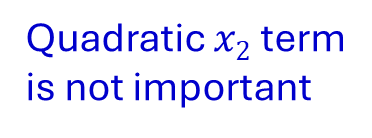 Quadratic x₂ term
is not important